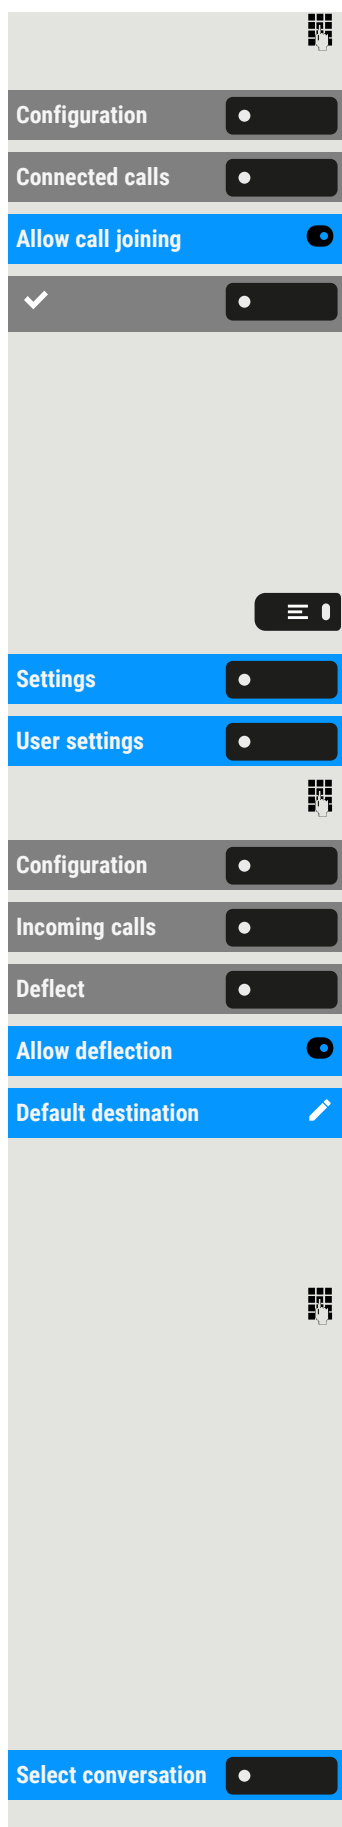 Configuration
Connected calls
Allow call joining
Settings
User settings
Configuration
Incoming calls
Deflect
Allow deflection
Default destination
Select conversation